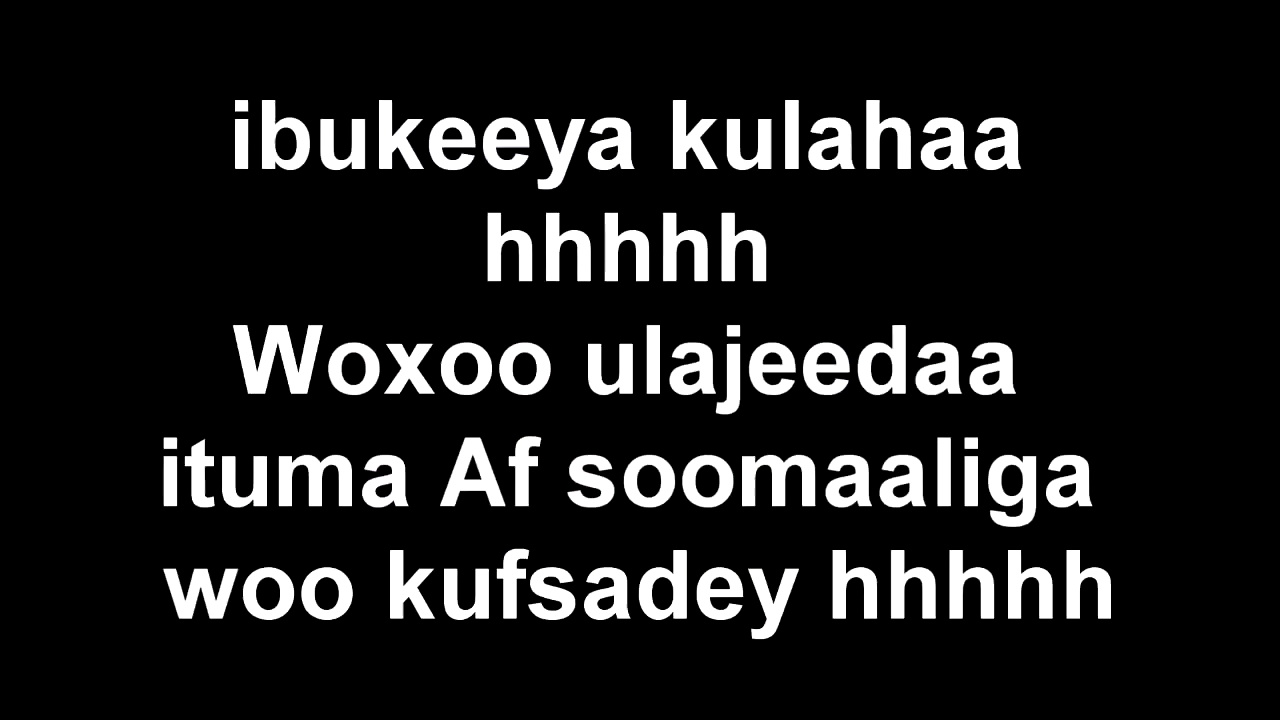 ibukeeya kulahaa
hhhhh
Woxoo ulajeedaa
ituma Af soomaaliga
woo kufsadey hhhhh